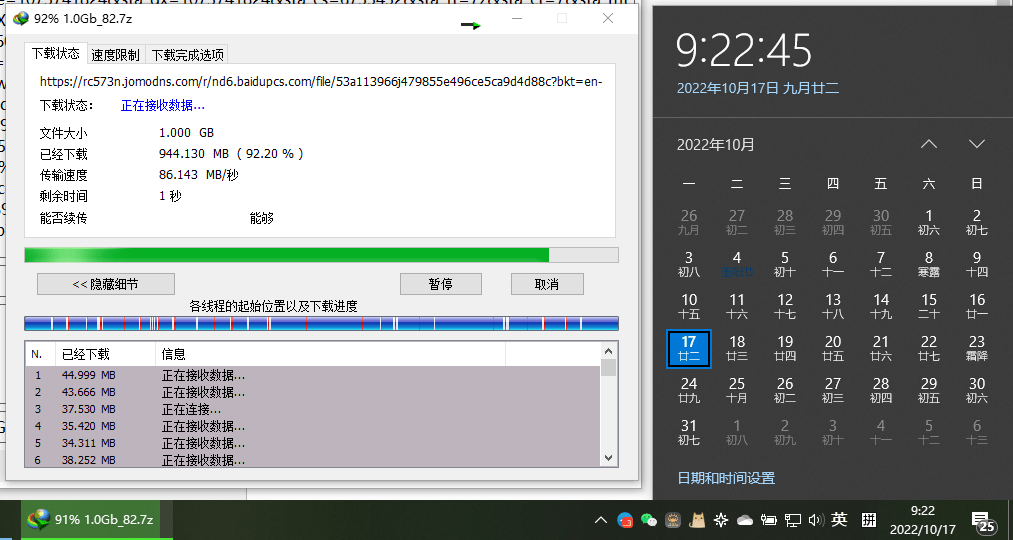 92% 1.0Gb_82.7z
下载状态 速度限制 下载完成选项
https://rc573n.jomodns.com/r/nd6.baidupcs.com/file/53a113966j479855e496ce5ca9d4d88c?bkt=en-
下载状态： 正在接收数据...
文件大小 1.000 GB
已经下载 944.130 MB ( 92.20 % )
传输速度 86.143 MB/秒
剩余时间 1 秒
能否续传 能够
<< 隐藏细节 暂停 取消
各线程的起始位置以及下载进度
N. 已经下载 信息
1 44.999 MB 正在接收数据...
2 43.666 MB 正在接收数据...
3 37.530 MB 正在连接...
4 35.420 MB 正在接收数据...
5 34.311 MB 正在接收数据...
6 38.252 MB 正在接收数据...
9:22:45
2022年10月17日 九月廿二
2022年10月
一 二 三 四 五 六 日
26 27 28 29 30 1 2
九月 初二 初三 初四 初五 初六 初七
3 4 5 6 7 8 9
初八 初十 十一 十二 寒露 十四
10 11 12 13 14 15 16
十五 十六 十七 十八 十九 二十 廿一
17 18 19 20 21 22 23
廿二 廿三 廿四 廿五 廿六 廿七 霜降
24 25 26 27 28 29 30
廿九 十月 初二 初三 初四 初五 初六
31 1 2 3 4 5 6
初七 初八 初九 初十 十一 十二 十三
日期和时间设置
91% 1.0Gb_82.7z
英 拼
9:22
2022/10/17
25